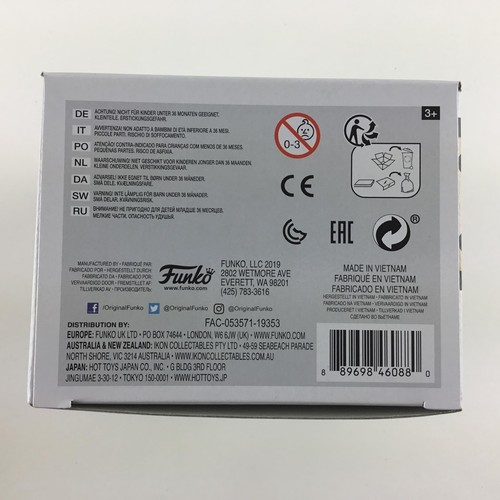 DE ACHTUNG! NICHT FÜR KINDER UNTER 36 MONATEN GEEIGNET.
KLEINTEILE. ERSTICKUNGSGEFAHR.
IT AVVERTENZA! NON ADATTO A BAMBINI DI ETÀ INFERIORE A 36 MESI.
PICCOLE PARTI. RISCHIO DI SOFFOCAMENTO.
PO ATENÇÃO! CONTRA-INDICADO PARA CRIANÇAS COM MENOS DE 36 MESES.
PEQUENAS PARTES. RISCO DE ASFIXIA.
NL WAARSCHUWING! NIET GESCHIKT VOOR KINDEREN JONGER DAN 36 MAANDEN.
KLEINE ONDERDELEN. VERSTIKKINGSGEVAAR.
DA ADVARSEL! IKKE EGNET TIL BØRN UNDER 36 MÅNEDER.
SMÅ DELE. KVÆLNINGSFARE.
SW VARNING! INTE LÄMPLIG FÖR BARN UNDER 36 MÅNADER.
SMÅ DELAR. KVÄVNINGSRISK.
RU ВНИМАНИЕ! НЕ ПРИГОДНО ДЛЯ ДЕТЕЙ МЛАДШЕ 36 МЕСЯЦЕВ.
МЕЛКИЕ ЧАСТИ, ОПАСНОСТЬ УДУШЬЯ.
0-3
3+
CE
EAC
®
MANUFACTURED BY • FABRIQUÉ PAR
FABRICADO POR • HERGESTELLT DURCH:
FABRICADO POR • FABBRICATO DA:
VERVAARDIGD DOOR • FREMSTILLET AF
TILLVERKAD AV • ПРОИЗВОДИТЕЛЬ
Funko®
www.funko.com
FUNKO, LLC 2019
2802 WETMORE AVE
EVERETT, WA 98201
(425) 783-3616
MADE IN VIETNAM
FABRIQUÉ EN VIETNAM
FABRICADO EN VIETNAM
HERGESTELLT IN VIETNAM • FABRICADO NO VIETNAM
FABBRICATO IN VIETNAM • VERVAARDIGD IN VIETNAM
PRODUCERET I VIETNAM • TILLVERKAD I VIETNAM
СДЕЛАНО ВО ВЬЕТНАМ
/OriginalFunko @OriginalFunko @OriginalFunko
DISTRIBUTION BY: FAC-053571-19353
EUROPE: FUNKO UK LTD • PO BOX 74644 • LONDON, W6 6JW (UK) • WWW.FUNKO.COM
AUSTRALIA & NEW ZEALAND: IKON COLLECTABLES PTY LTD • 49-59 SEABEACH PARADE
NORTH SHORE, VIC 3214 AUSTRALIA • WWW.IKONCOLLECTABLES.COM.AU
JAPAN: HOT TOYS JAPAN CO., INC. • G BLDG 3RD FLOOR
JINGUMAE 3-30-12 • TOKYO 150-0001 • WWW.HOTTOYS.JP
8 89698 46088 0